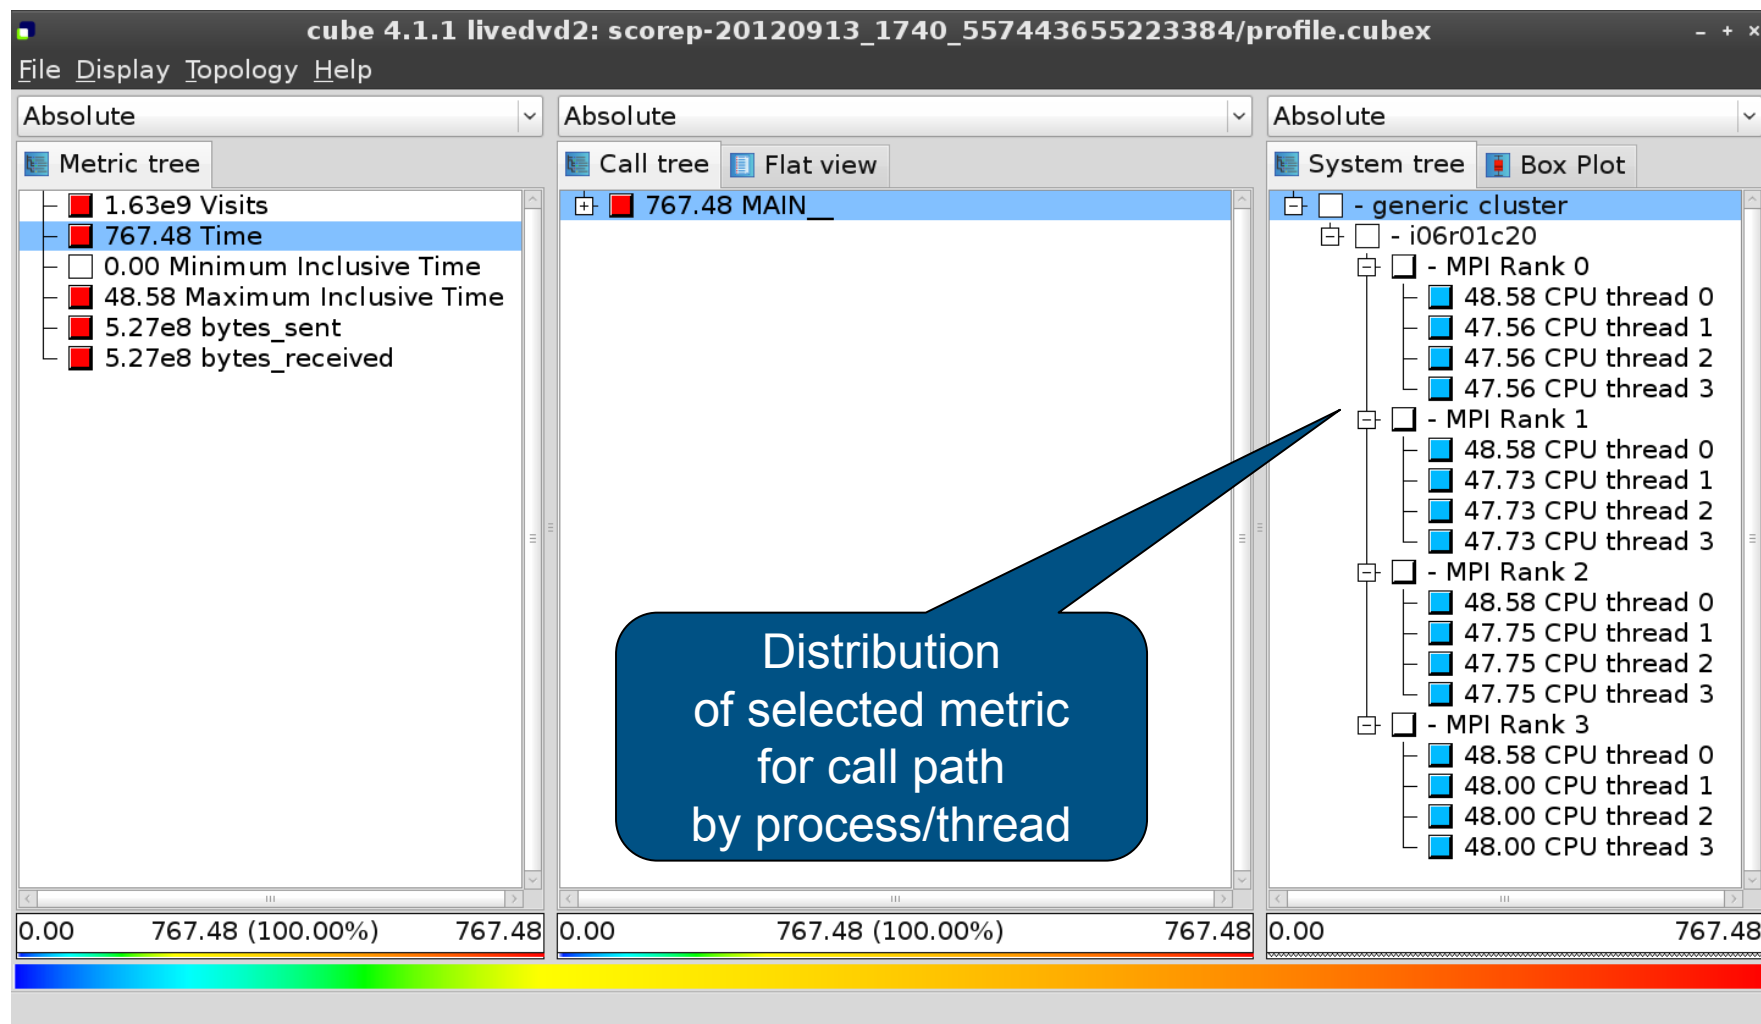 cube 4.1.1 livedvd2: scorep-20120913_1740_557443655223384/profile.cubex
File Display Topology Help
Absolute
Metric tree
1.63e9 Visits
767.48 Time
0.00 Minimum Inclusive Time
48.58 Maximum Inclusive Time
5.27e8 bytes_sent
5.27e8 bytes_received
0.00 767.48 (100.00%) 767.48
Absolute
Call tree Flat view
767.48 MAIN__
Distribution
of selected metric
for call path
by process/thread
0.00 767.48 (100.00%) 767.48
Absolute
System tree Box Plot
- generic cluster
- i06r01c20
- MPI Rank 0
48.58 CPU thread 0
47.56 CPU thread 1
47.56 CPU thread 2
47.56 CPU thread 3
- MPI Rank 1
48.58 CPU thread 0
47.73 CPU thread 1
47.73 CPU thread 2
47.73 CPU thread 3
- MPI Rank 2
48.58 CPU thread 0
47.75 CPU thread 1
47.75 CPU thread 2
47.75 CPU thread 3
- MPI Rank 3
48.58 CPU thread 0
48.00 CPU thread 1
48.00 CPU thread 2
48.00 CPU thread 3
0.00 767.48